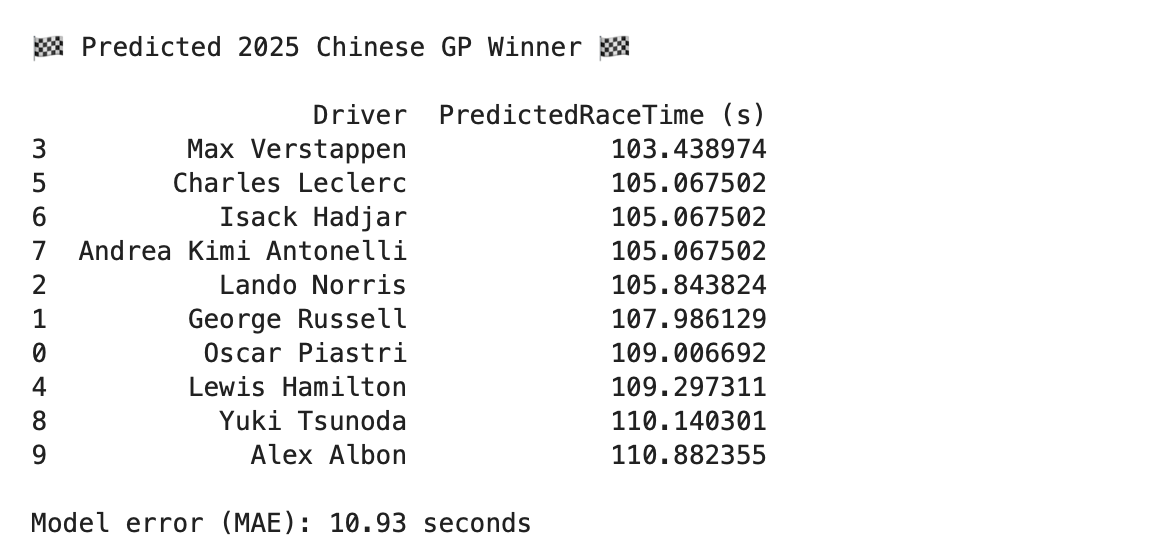 🏁 Predicted 2025 Chinese GP Winner 🏁
Driver PredictedRaceTime (s)
3 Max Verstappen 103.438974
5 Charles Leclerc 105.067502
6 Isack Hadjar 105.067502
7 Andrea Kimi Antonelli 105.067502
2 Lando Norris 105.843824
1 George Russell 107.986129
0 Oscar Piastri 109.006692
4 Lewis Hamilton 109.297311
8 Yuki Tsunoda 110.140301
9 Alex Albon 110.882355
Model error (MAE): 10.93 seconds